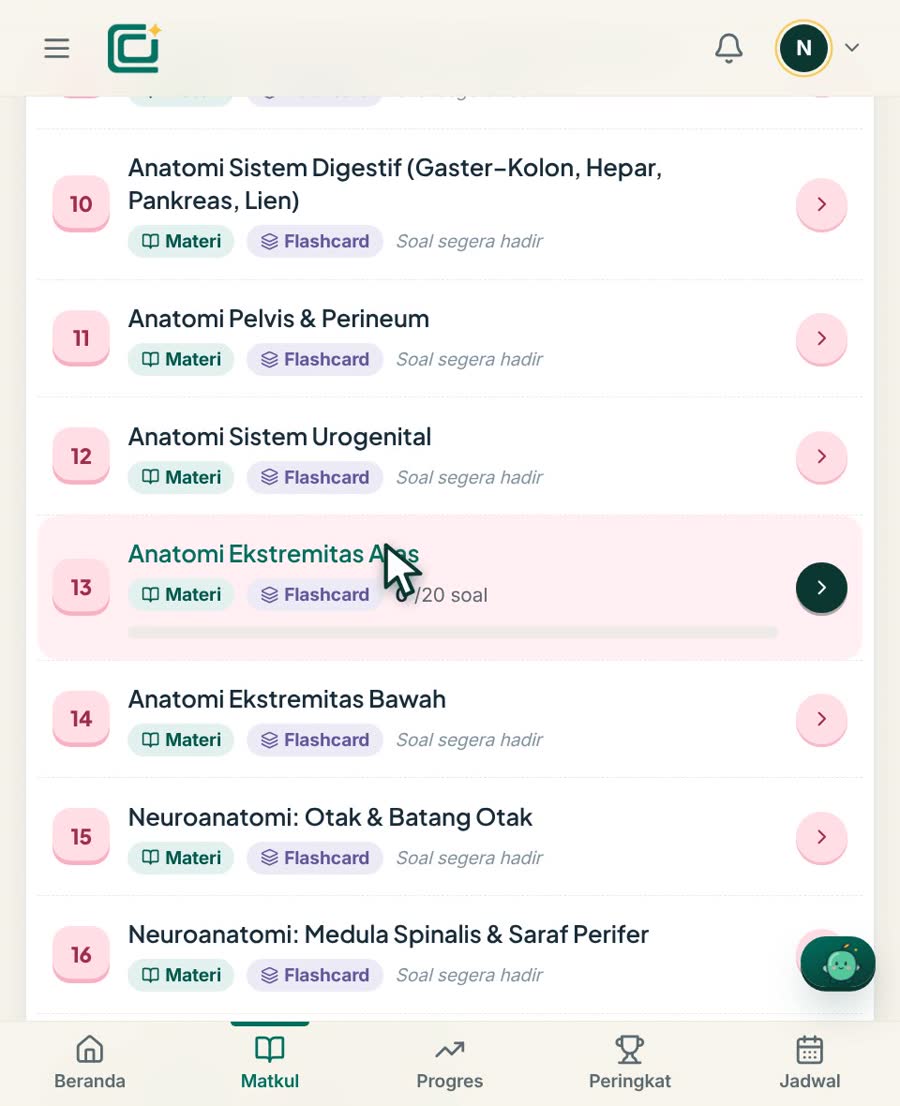 N
10
Anatomi Sistem Digestif (Gaster–Kolon, Hepar,
Pankreas, Lien)
Materi Flashcard Soal segera hadir
11
Anatomi Pelvis & Perineum
Materi Flashcard Soal segera hadir
12
Anatomi Sistem Urogenital
Materi Flashcard Soal segera hadir
13
Anatomi Ekstremitas
Materi Flashcard /20 soal
14
Anatomi Ekstremitas Bawah
Materi Flashcard Soal segera hadir
15
Neuroanatomi: Otak & Batang Otak
Materi Flashcard Soal segera hadir
16
Neuroanatomi: Medula Spinalis & Saraf Perifer
Materi Flashcard Soal segera hadir
Beranda Matkul Progres Peringkat Jadwal